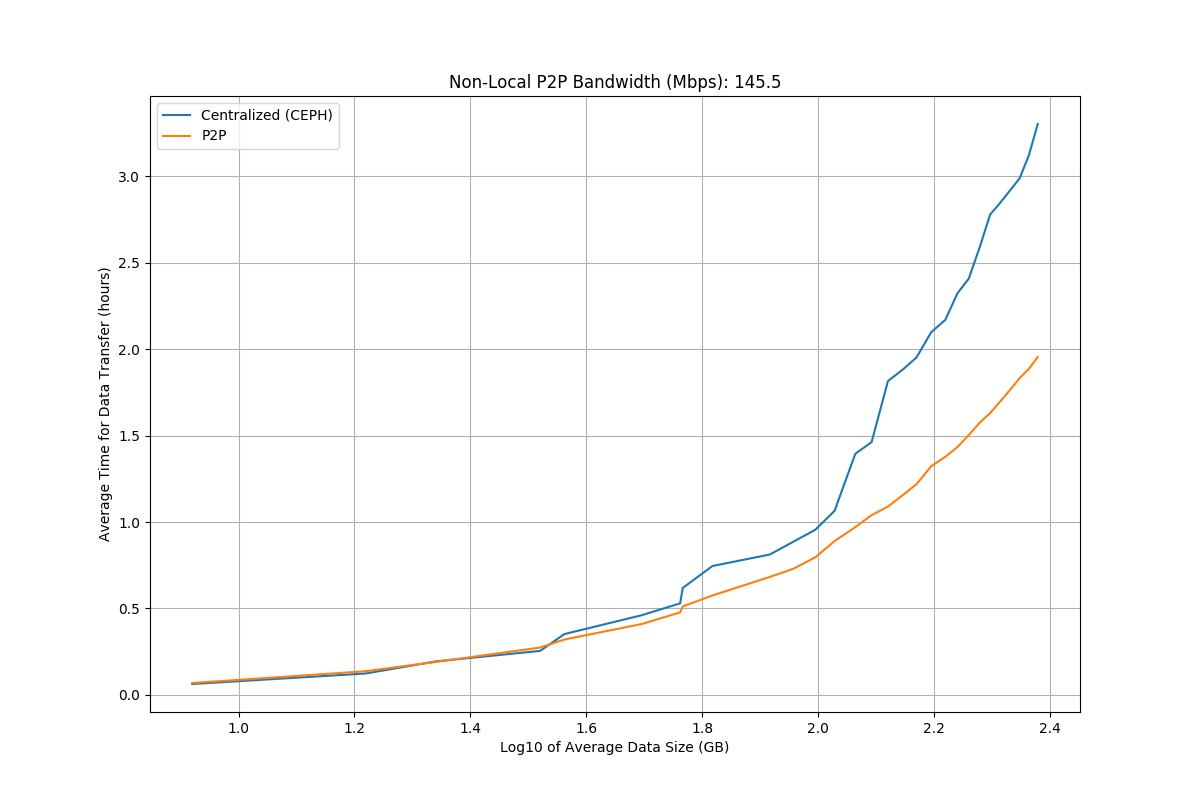 Non-Local P2P Bandwidth (Mbps): 145.5
Centralized (CEPH)
P2P
Average Time for Data Transfer (hours)
3.0
2.5
2.0
1.5
1.0
0.5
0.0
1.0 1.2 1.4 1.6 1.8 2.0 2.2 2.4
Log10 of Average Data Size (GB)